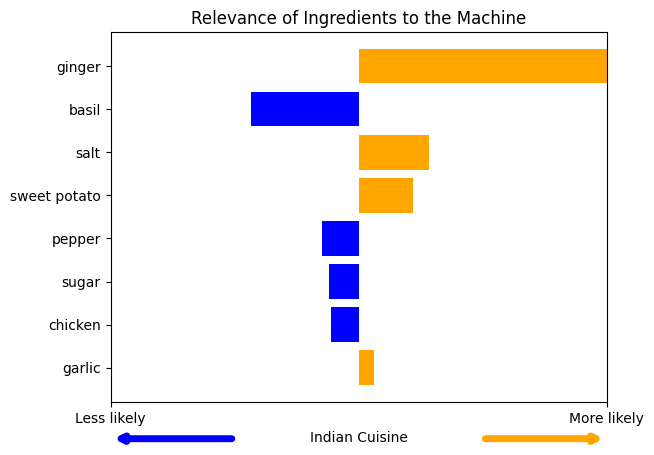 Relevance of Ingredients to the Machine
ginger
basil
salt
sweet potato
pepper
sugar
chicken
garlic
Less likely
More likely
Indian Cuisine